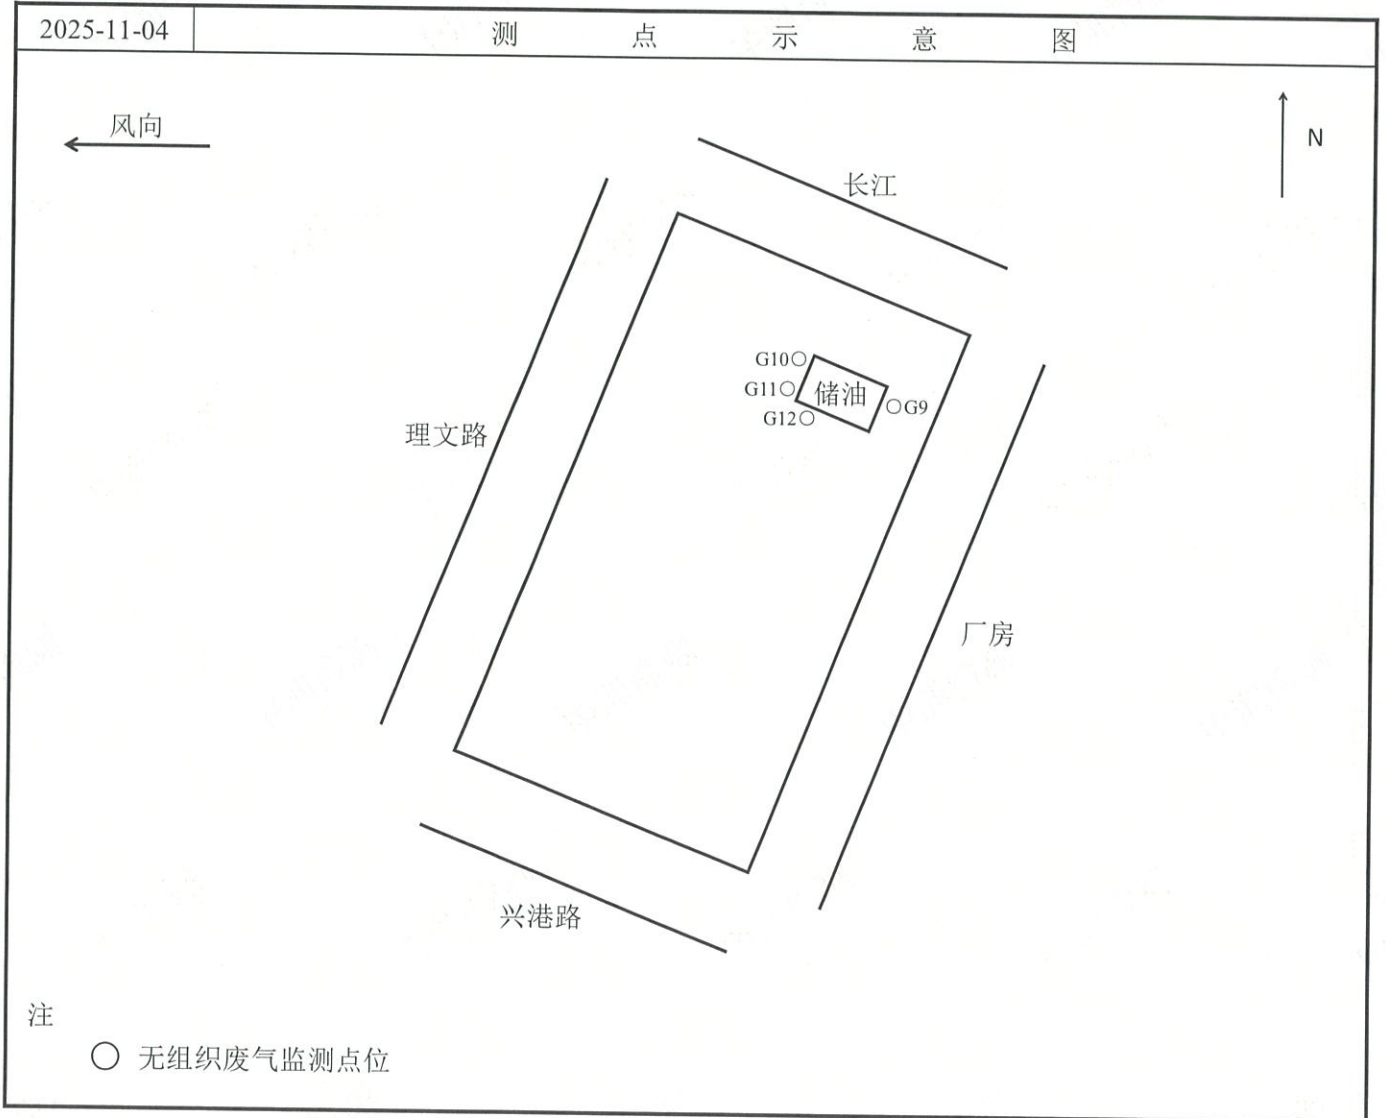 2025-11-04
测 点 示 意 图
风向
N
长江
G10
G11
储油
G9
G12
理文路
厂房
兴港路
注
无组织废气监测点位